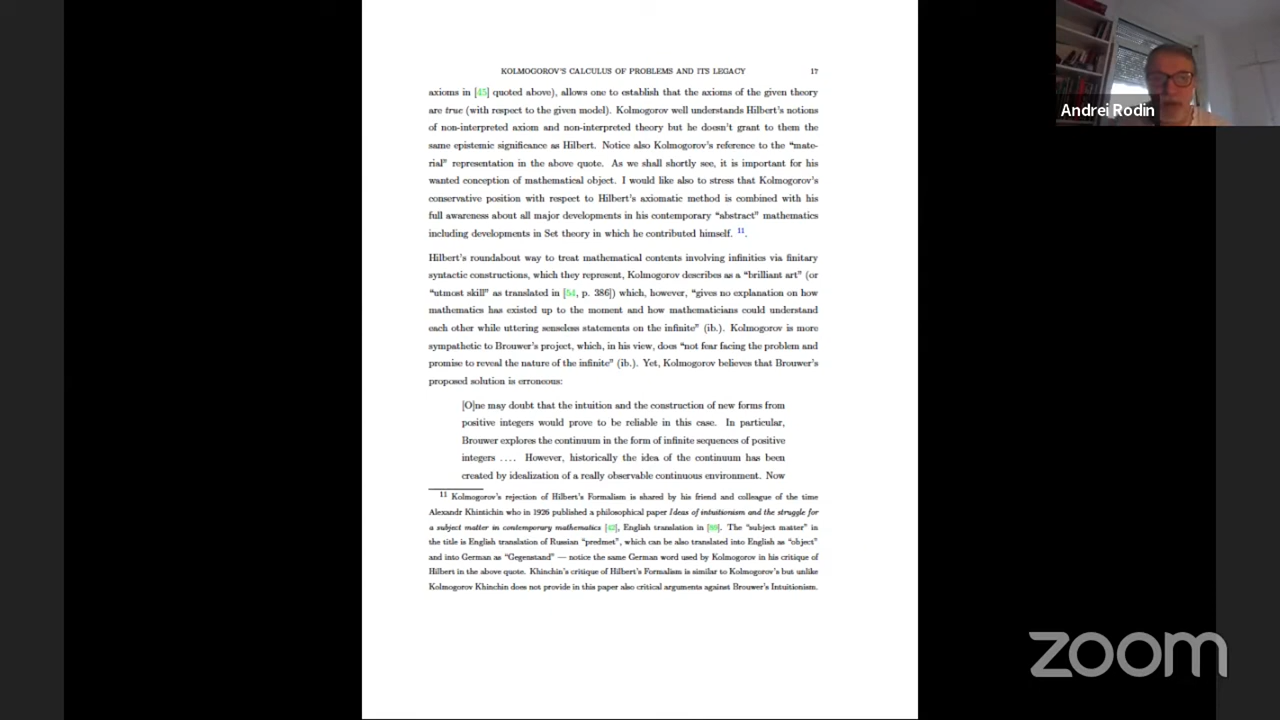 KOLMOGOROV'S CALCULUS OF PROBLEMS AND ITS LEGACY 17
axioms in [45] quoted above), allows one to establish that the axioms of the given theory
are true (with respect to the given model). Kolmogorov well understands Hilbert's notions
of non-interpreted axiom and non-interpreted theory but he doesn't grant to them the
same epistemic significance as Hilbert. Notice also Kolmogorov's reference to the “mate-
rial” representation in the above quote. As we shall shortly see, it is important for his
wanted conception of mathematical object. I would like also to stress that Kolmogorov's
conservative position with respect to Hilbert's axiomatic method is combined with his
full awareness about all major developments in his contemporary “abstract” mathematics
including developments in Set theory in which he contributed himself. 11.
Hilbert's roundabout way to treat mathematical contents involving infinities via finitary
syntactic constructions, which they represent, Kolmogorov describes as a “brilliant art” (or
“utmost skill” as translated in [54, p. 386]) which, however, “gives no explanation on how
mathematics has existed up to the moment and how mathematicians could understand
each other while uttering senseless statements on the infinite” (ib.). Kolmogorov is more
sympathetic to Brouwer's project, which, in his view, does “not fear facing the problem and
promise to reveal the nature of the infinite” (ib.). Yet, Kolmogorov believes that Brouwer's
proposed solution is erroneous:
[O]ne may doubt that the intuition and the construction of new forms from
positive integers would prove to be reliable in this case. In particular,
Brouwer explores the continuum in the form of infinite sequences of positive
integers .... However, historically the idea of the continuum has been
created by idealization of a really observable continuous environment. Now
11 Kolmogorov's rejection of Hilbert's Formalism is shared by his friend and colleague of the time
Alexandr Khintichin who in 1926 published a philosophical paper Ideas of intuitionism and the struggle for
a subject matter in contemporary mathematics [42], English translation in [89]. The “subject matter” in
the title is English translation of Russian “predmet”, which can be also translated into English as “object”
and into German as “Gegenstand” — notice the same German word used by Kolmogorov in his critique of
Hilbert in the above quote. Khinchin's critique of Hilbert's Formalism is similar to Kolmogorov's but unlike
Kolmogorov Khinchin does not provide in this paper also critical arguments against Brouwer's Intuitionism.
Andrei Rodin
zoom